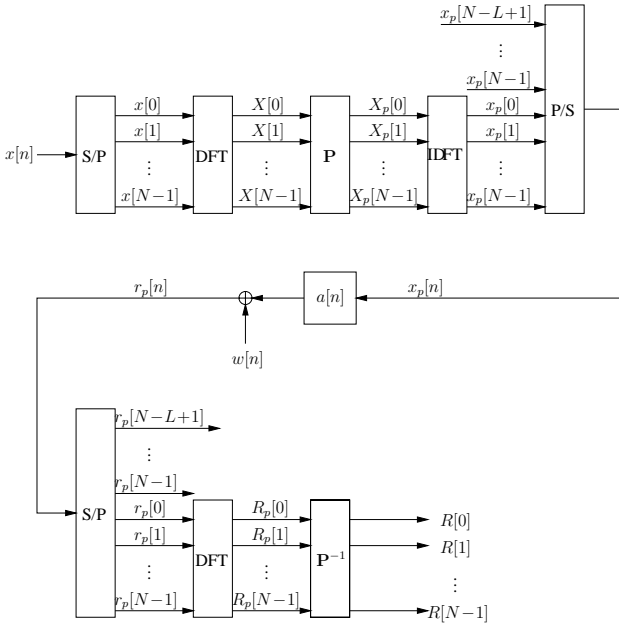 x_p[N−L+1]
⋮
x_p[N−1]
x[n]
S/P
x[0]
x[1]
⋮
x[N−1]
DFT
X[0]
X[1]
⋮
X[N−1]
P
X_p[0]
X_p[1]
⋮
X_p[N−1]
IDFT
x_p[0]
x_p[1]
⋮
x_p[N−1]
P/S
r_p[n]
a[n]
x_p[n]
w[n]
S/P
r_p[N−L+1]
⋮
r_p[N−1]
r_p[0]
r_p[1]
⋮
r_p[N−1]
DFT
R_p[0]
R_p[1]
⋮
R_p[N−1]
P⁻¹
R[0]
R[1]
⋮
R[N−1]